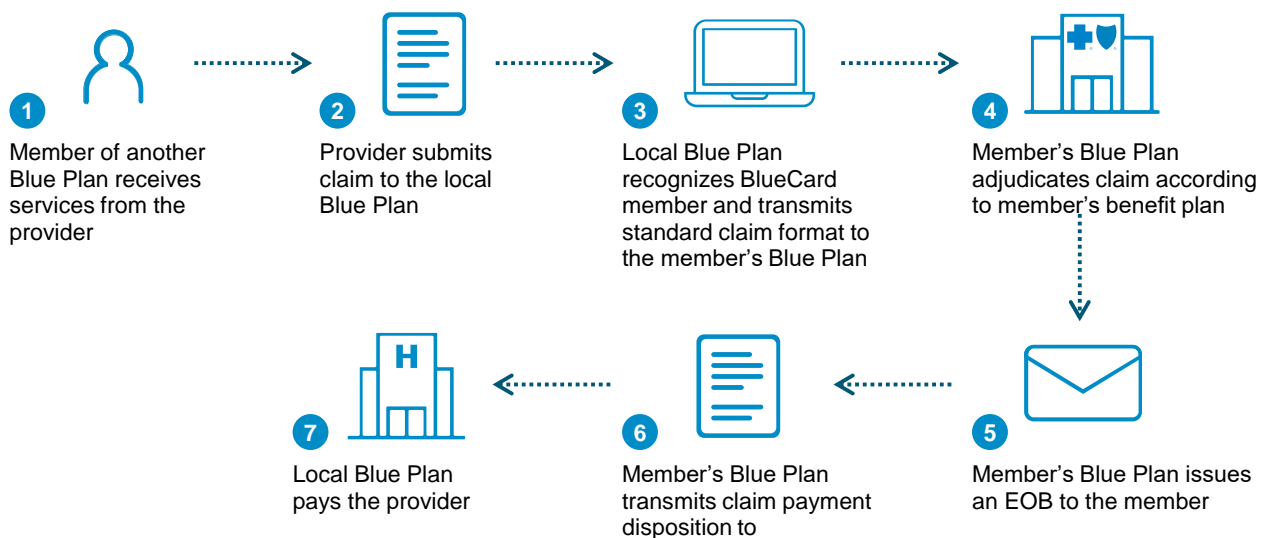 1
Member of another
Blue Plan receives
services from the
provider
2
Provider submits
claim to the local
Blue Plan
3
Local Blue Plan
recognizes BlueCard
member and transmits
standard claim format to
the member's Blue Plan
4
Member's Blue Plan
adjudicates claim according
to member's benefit plan
5
Member's Blue Plan issues
an EOB to the member
6
Member's Blue Plan
transmits claim payment
disposition to
H
7
Local Blue Plan
pays the provider